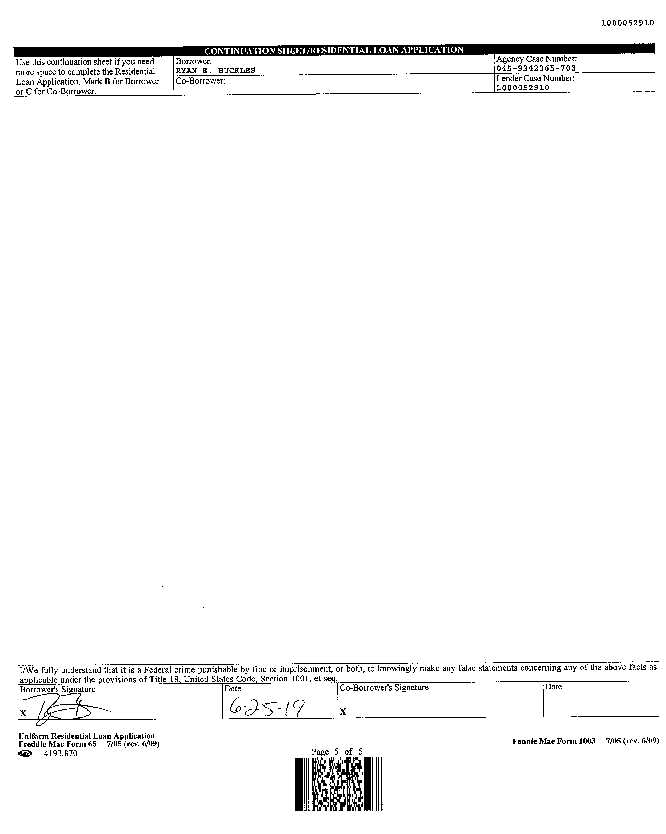 1000052910
CONTINUATION SHEET/RESIDENTIAL LOAN APPLICATION
Use this continuation sheet if you need more space to complete the Residential Loan Application. Mark B for Borrower or C for Co-Borrower.
Borrower:
RYAN E. BUCKLES
Co-Borrower:
Agency Case Number:
045-9342365-703
Lender Case Number:
1000052910
I/We fully understand that it is a Federal crime punishable by fine or imprisonment, or both, to knowingly make any false statements concerning any of the above facts as
applicable under the provisions of Title 18, United States Code, Section 1001, et seq.
Borrower's Signature
X
Date
6-25-19
Co-Borrower's Signature
X
Date
Uniform Residential Loan Application
Freddie Mac Form 65 7/05 (rev. 6/09)
Fannie Mae Form 1003 7/05 (rev. 6/09)
Page 5 of 5